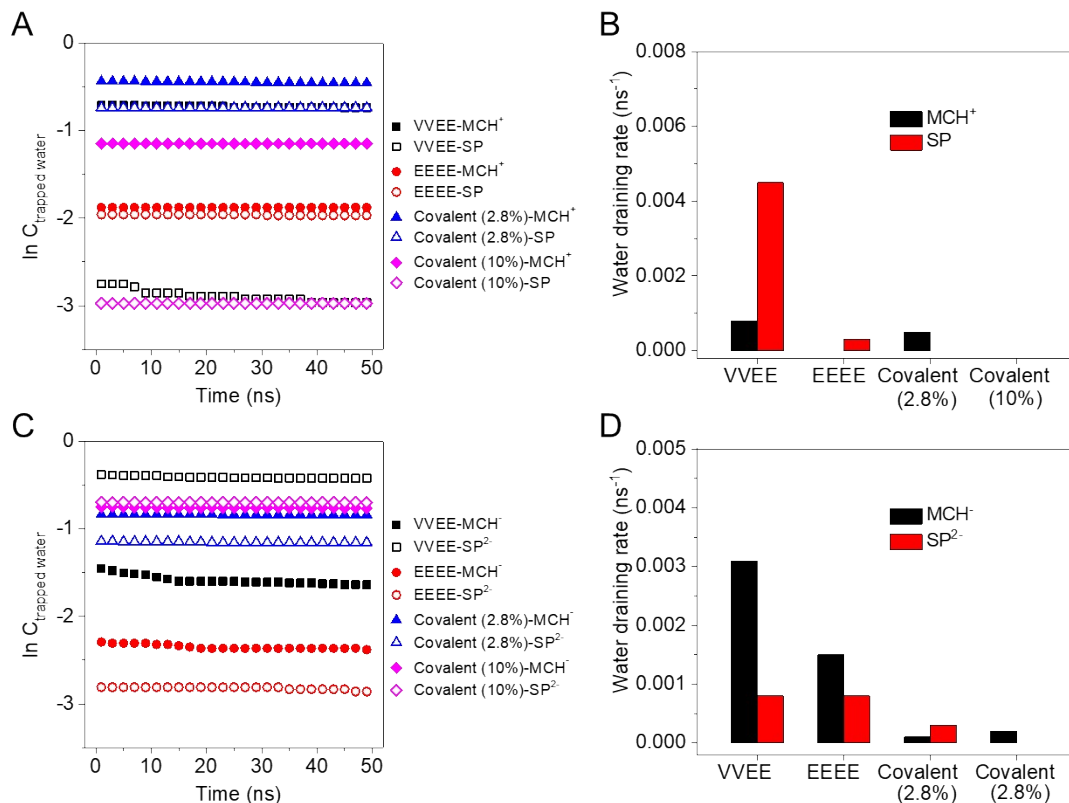 A
ln C_trapped water
0
-1
-2
-3
0 10 20 30 40 50
Time (ns)
VVEE-MCH⁺
VVEE-SP
EEEE-MCH⁺
EEEE-SP
Covalent (2.8%)-MCH⁺
Covalent (2.8%)-SP
Covalent (10%)-MCH⁺
Covalent (10%)-SP
B
Water draining rate (ns⁻¹)
0.008
0.006
0.004
0.002
0.000
MCH⁺
SP
VVEE EEEE Covalent Covalent
(2.8%) (10%)
C
ln C_trapped water
0
-1
-2
-3
0 10 20 30 40 50
Time (ns)
VVEE-MCH⁻
VVEE-SP²⁻
EEEE-MCH⁻
EEEE-SP²⁻
Covalent (2.8%)-MCH⁻
Covalent (2.8%)-SP²⁻
Covalent (10%)-MCH⁻
Covalent (10%)-SP²⁻
D
Water draining rate (ns⁻¹)
0.005
0.004
0.003
0.002
0.001
0.000
MCH⁻
SP²⁻
VVEE EEEE Covalent Covalent
(2.8%) (2.8%)